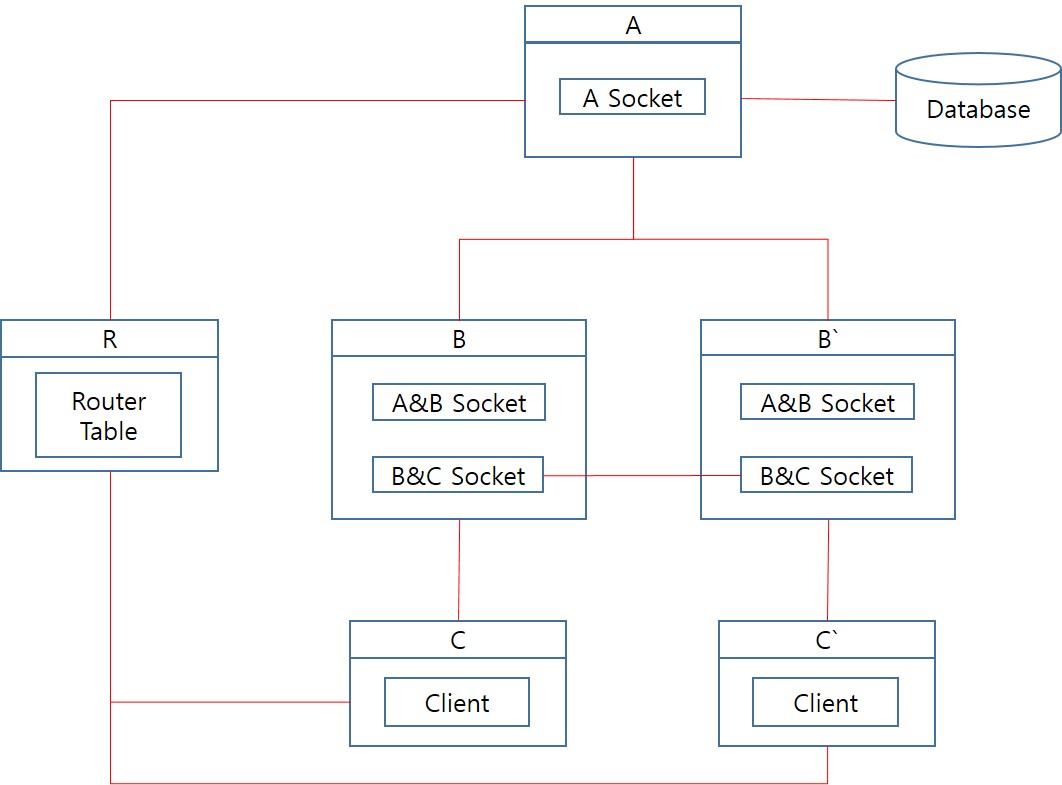 A
A Socket
Database
R
Router
Table
B
A&B Socket
B&C Socket
B`
A&B Socket
B&C Socket
C
Client
C`
Client